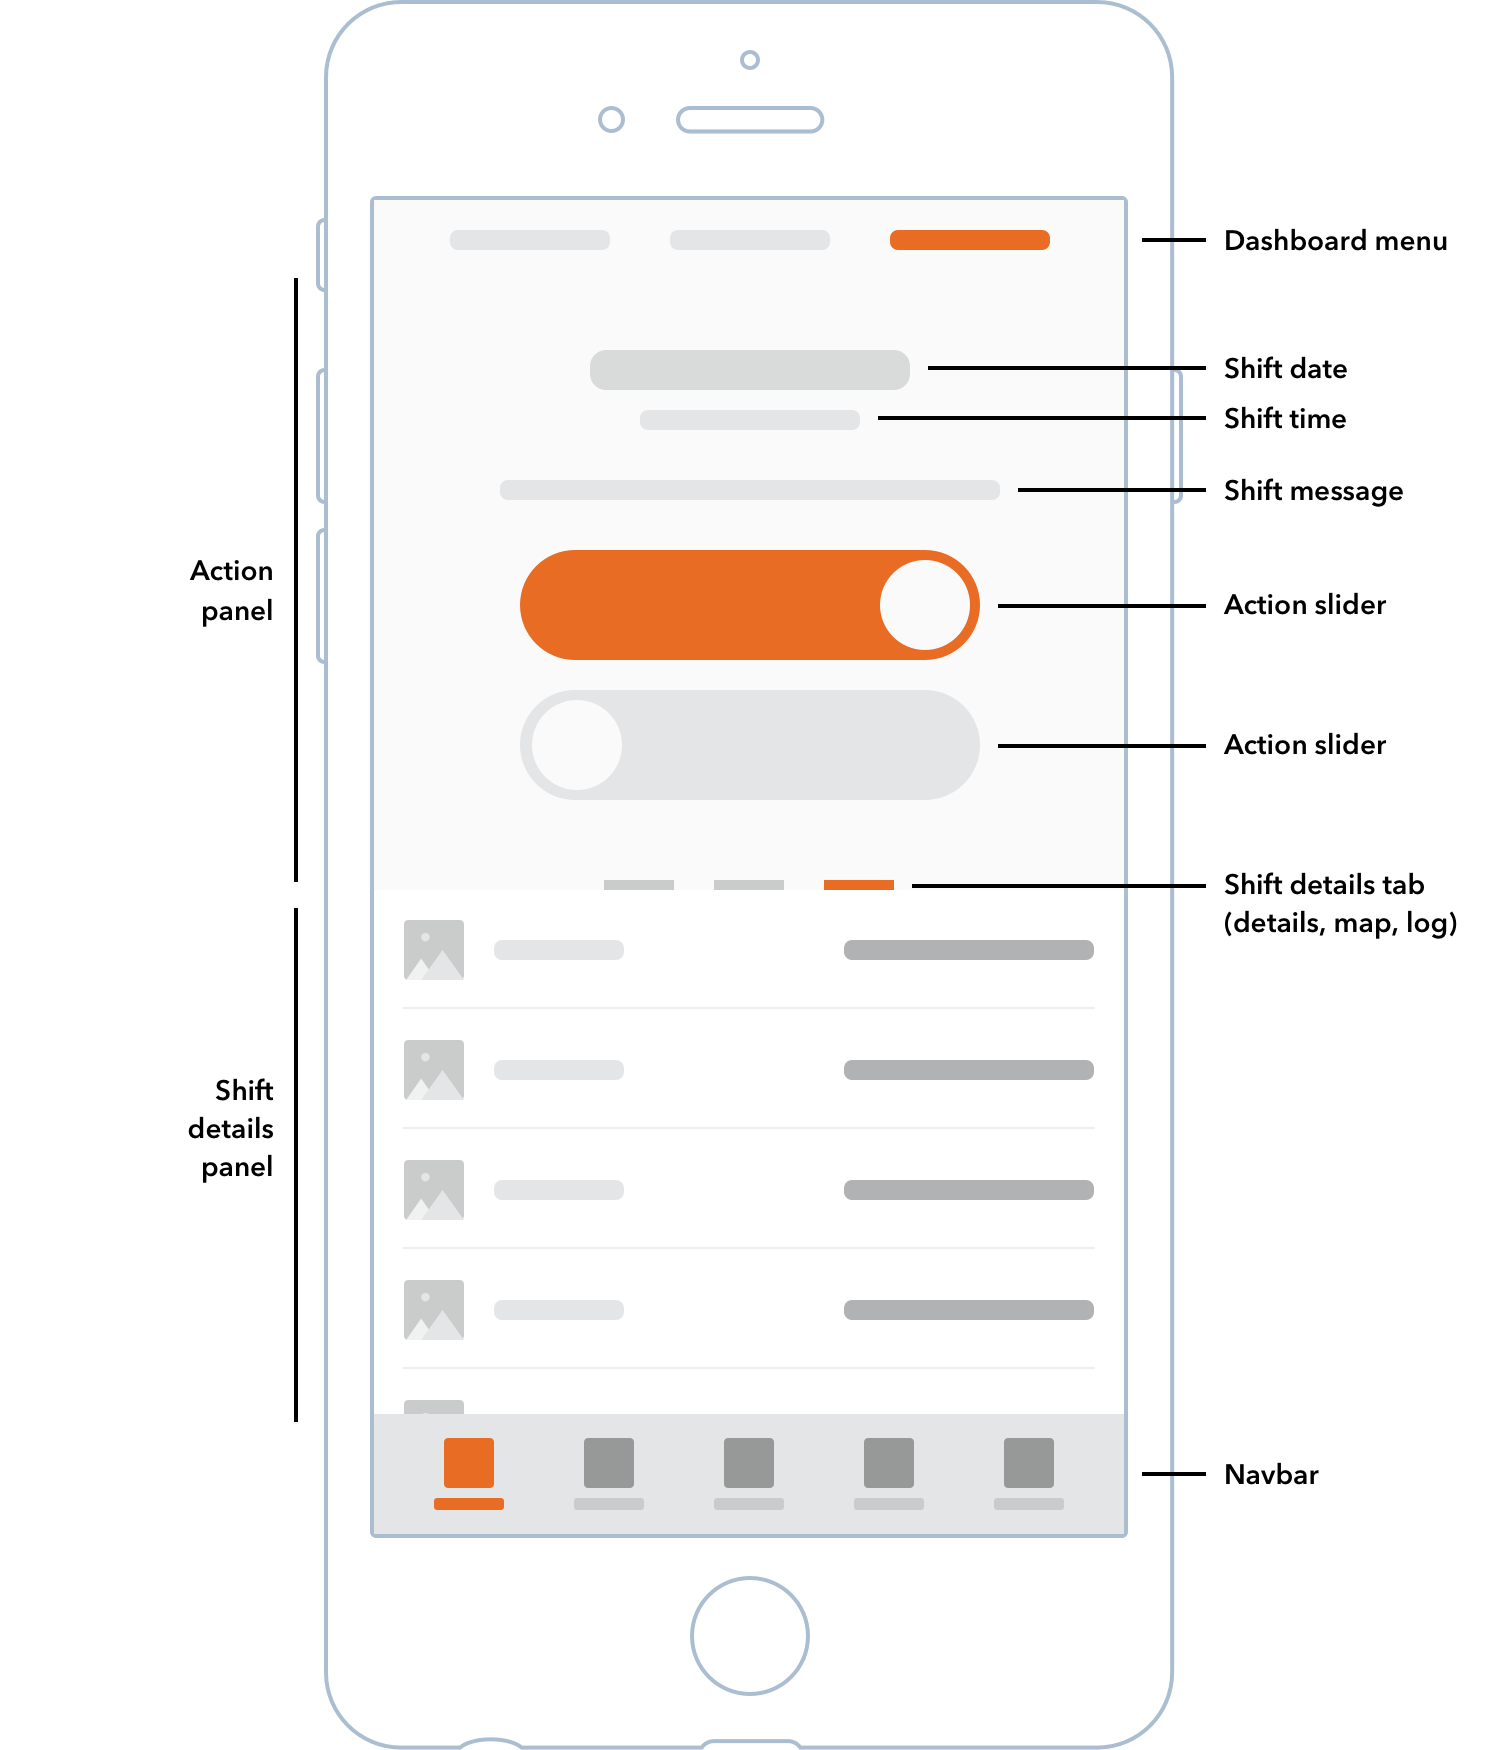 Dashboard menu
Shift date
Shift time
Shift message
Action
panel
Action slider
Action slider
Shift details tab
(details, map, log)
Shift
details
panel
Navbar